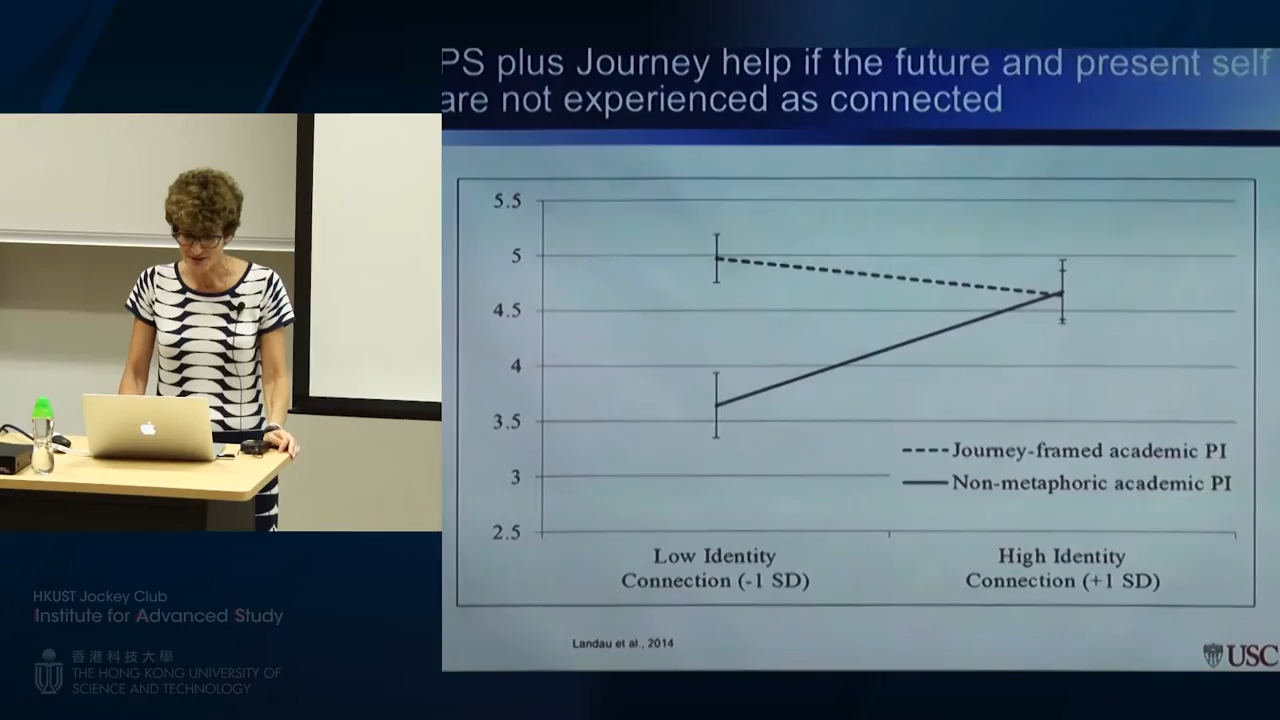 PS plus Journey help if the future and present self
are not experienced as connected
5.5
5
4.5
4
3.5
3
2.5
Journey-framed academic PI
Non-metaphoric academic PI
Low Identity
Connection (-1 SD)
High Identity
Connection (+1 SD)
Landau et al., 2014
USC
HKUST Jockey Club
Institute for Advanced Study
香港科技大學
THE HONG KONG UNIVERSITY OF
SCIENCE AND TECHNOLOGY